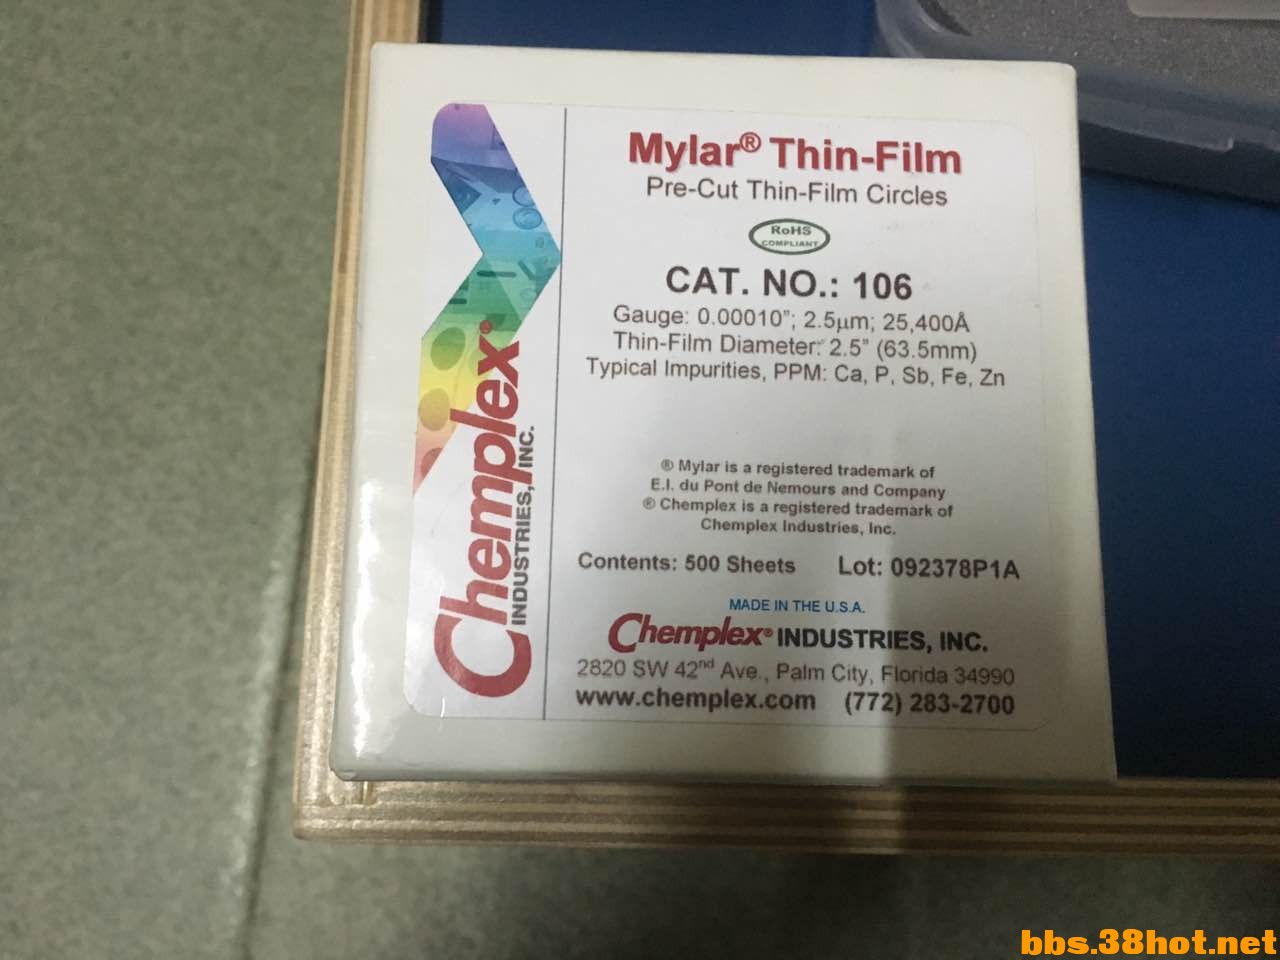 Mylar® Thin-Film
Pre-Cut Thin-Film Circles
RoHS
COMPLIANT
CAT. NO.: 106
Gauge: 0.00010"; 2.5µm; 25,400Å
Thin-Film Diameter: 2.5" (63.5mm)
Typical Impurities, PPM: Ca, P, Sb, Fe, Zn
® Mylar is a registered trademark of
E.I. du Pont de Nemours and Company
® Chemplex is a registered trademark of
Chemplex Industries, Inc.
Contents: 500 Sheets Lot: 092378P1A
MADE IN THE U.S.A.
Chemplex® INDUSTRIES, INC.
2820 SW 42nd Ave., Palm City, Florida 34990
www.chemplex.com (772) 283-2700
Chemplex®
INDUSTRIES, INC.
bbs.38hot.net